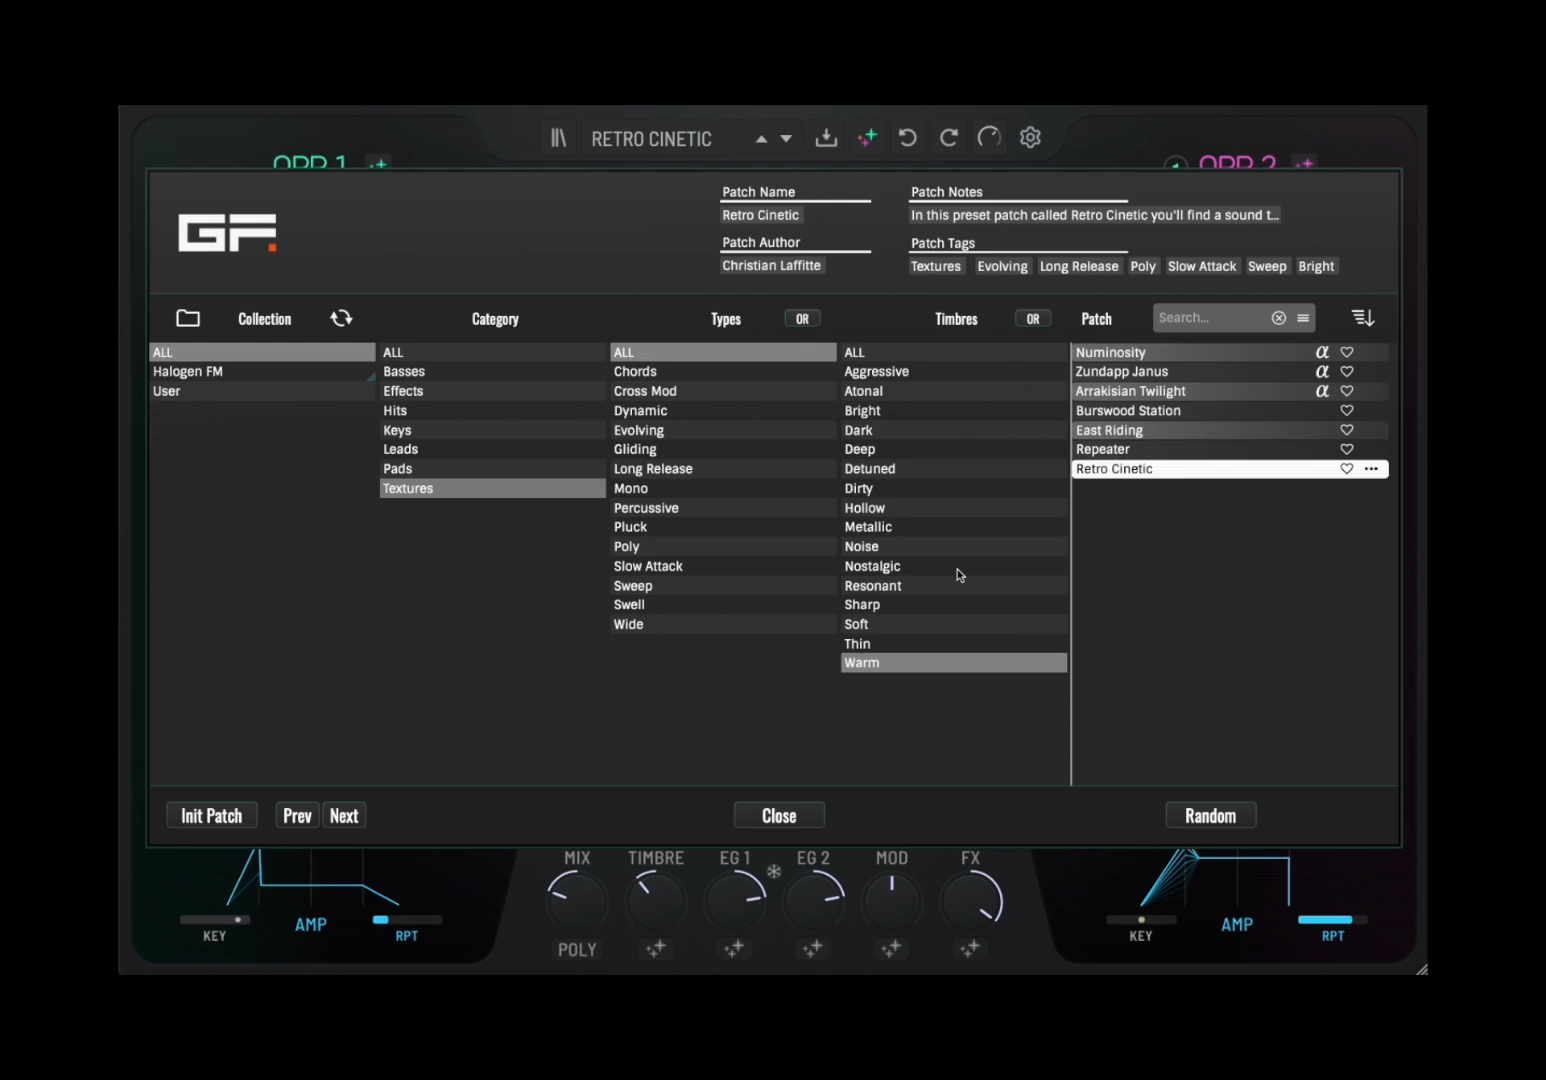 RETRO CINETIC
OPR 1
OPR 2
GF.
Patch Name
Retro Cinetic
Patch Author
Christian Laffitte
Patch Notes
In this preset patch called Retro Cinetic you'll find a sound t...
Patch Tags
Textures Evolving Long Release Poly Slow Attack Sweep Bright
Collection Category Types OR Timbres OR Patch Search...
ALL
Halogen FM
User
ALL
Basses
Effects
Hits
Keys
Leads
Pads
Textures
ALL
Chords
Cross Mod
Dynamic
Evolving
Gliding
Long Release
Mono
Percussive
Pluck
Poly
Slow Attack
Sweep
Swell
Wide
ALL
Aggressive
Atonal
Bright
Dark
Deep
Detuned
Dirty
Hollow
Metallic
Noise
Nostalgic
Resonant
Sharp
Soft
Thin
Warm
Numinosity α
Zundapp Janus α
Arrakisian Twilight α
Burswood Station
East Riding
Repeater
Retro Cinetic
Init Patch Prev Next Close Random
MIX TIMBRE EG 1 EG 2 MOD FX
KEY AMP RPT
POLY
KEY AMP RPT